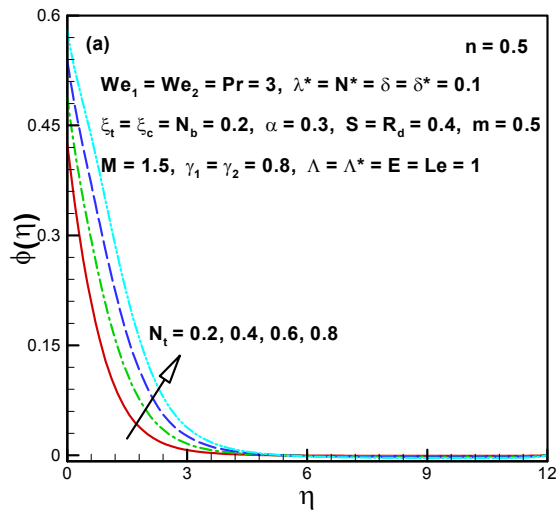 (a)
n = 0.5
We₁ = We₂ = Pr = 3, λ* = N* = δ = δ* = 0.1
ξₜ = ξ꜀ = N_b = 0.2, α = 0.3, S = R_d = 0.4, m = 0.5
M = 1.5, γ₁ = γ₂ = 0.8, Λ = Λ* = E = Le = 1
Nₜ = 0.2, 0.4, 0.6, 0.8
ϕ(η)
0.6
0.45
0.3
0.15
0
0 3 6 9 12
η